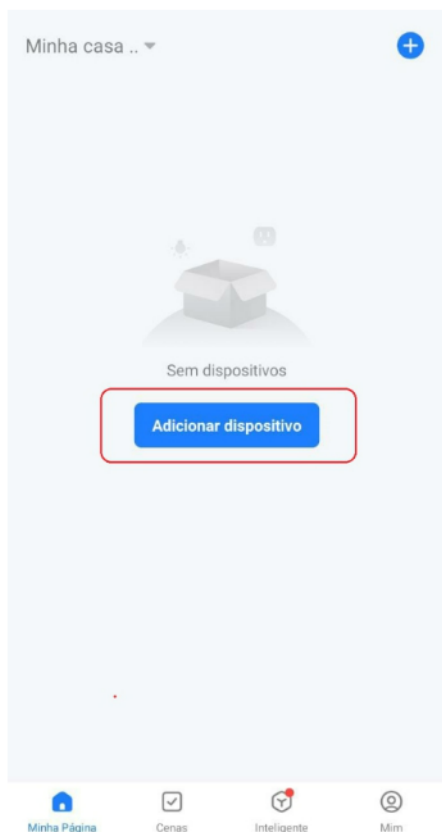 Minha casa ..
Sem dispositivos
Adicionar dispositivo
Minha Página
Cenas
Inteligente
Mim